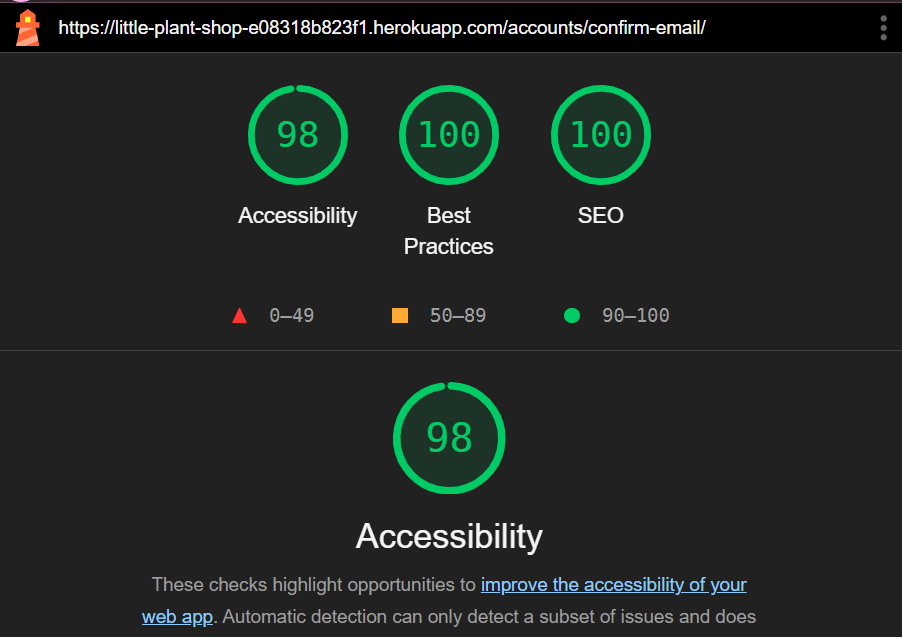 https://little-plant-shop-e08318b823f1.herokuapp.com/accounts/confirm-email/
98 100 100
Accessibility Best Practices SEO
0–49 50–89 90–100
98
Accessibility
These checks highlight opportunities to improve the accessibility of your
web app. Automatic detection can only detect a subset of issues and does